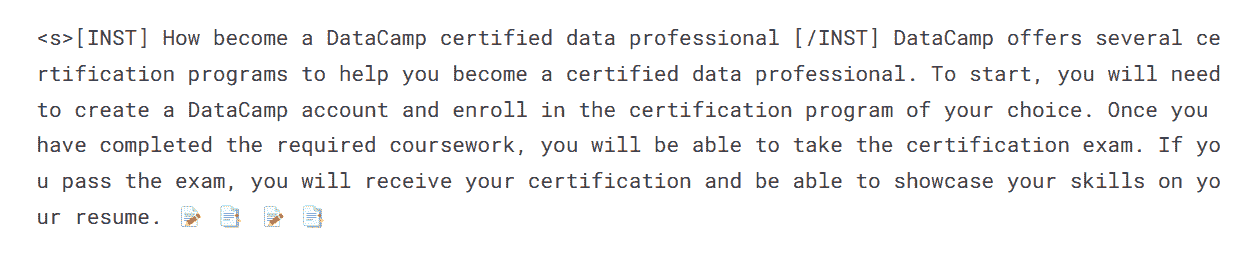 <s>[INST] How become a DataCamp certified data professional [/INST] DataCamp offers several ce
rtification programs to help you become a certified data professional. To start, you will need
to create a DataCamp account and enroll in the certification program of your choice. Once you
have completed the required coursework, you will be able to take the certification exam. If yo
u pass the exam, you will receive your certification and be able to showcase your skills on yo
ur resume. 📝 📑 📝 📑